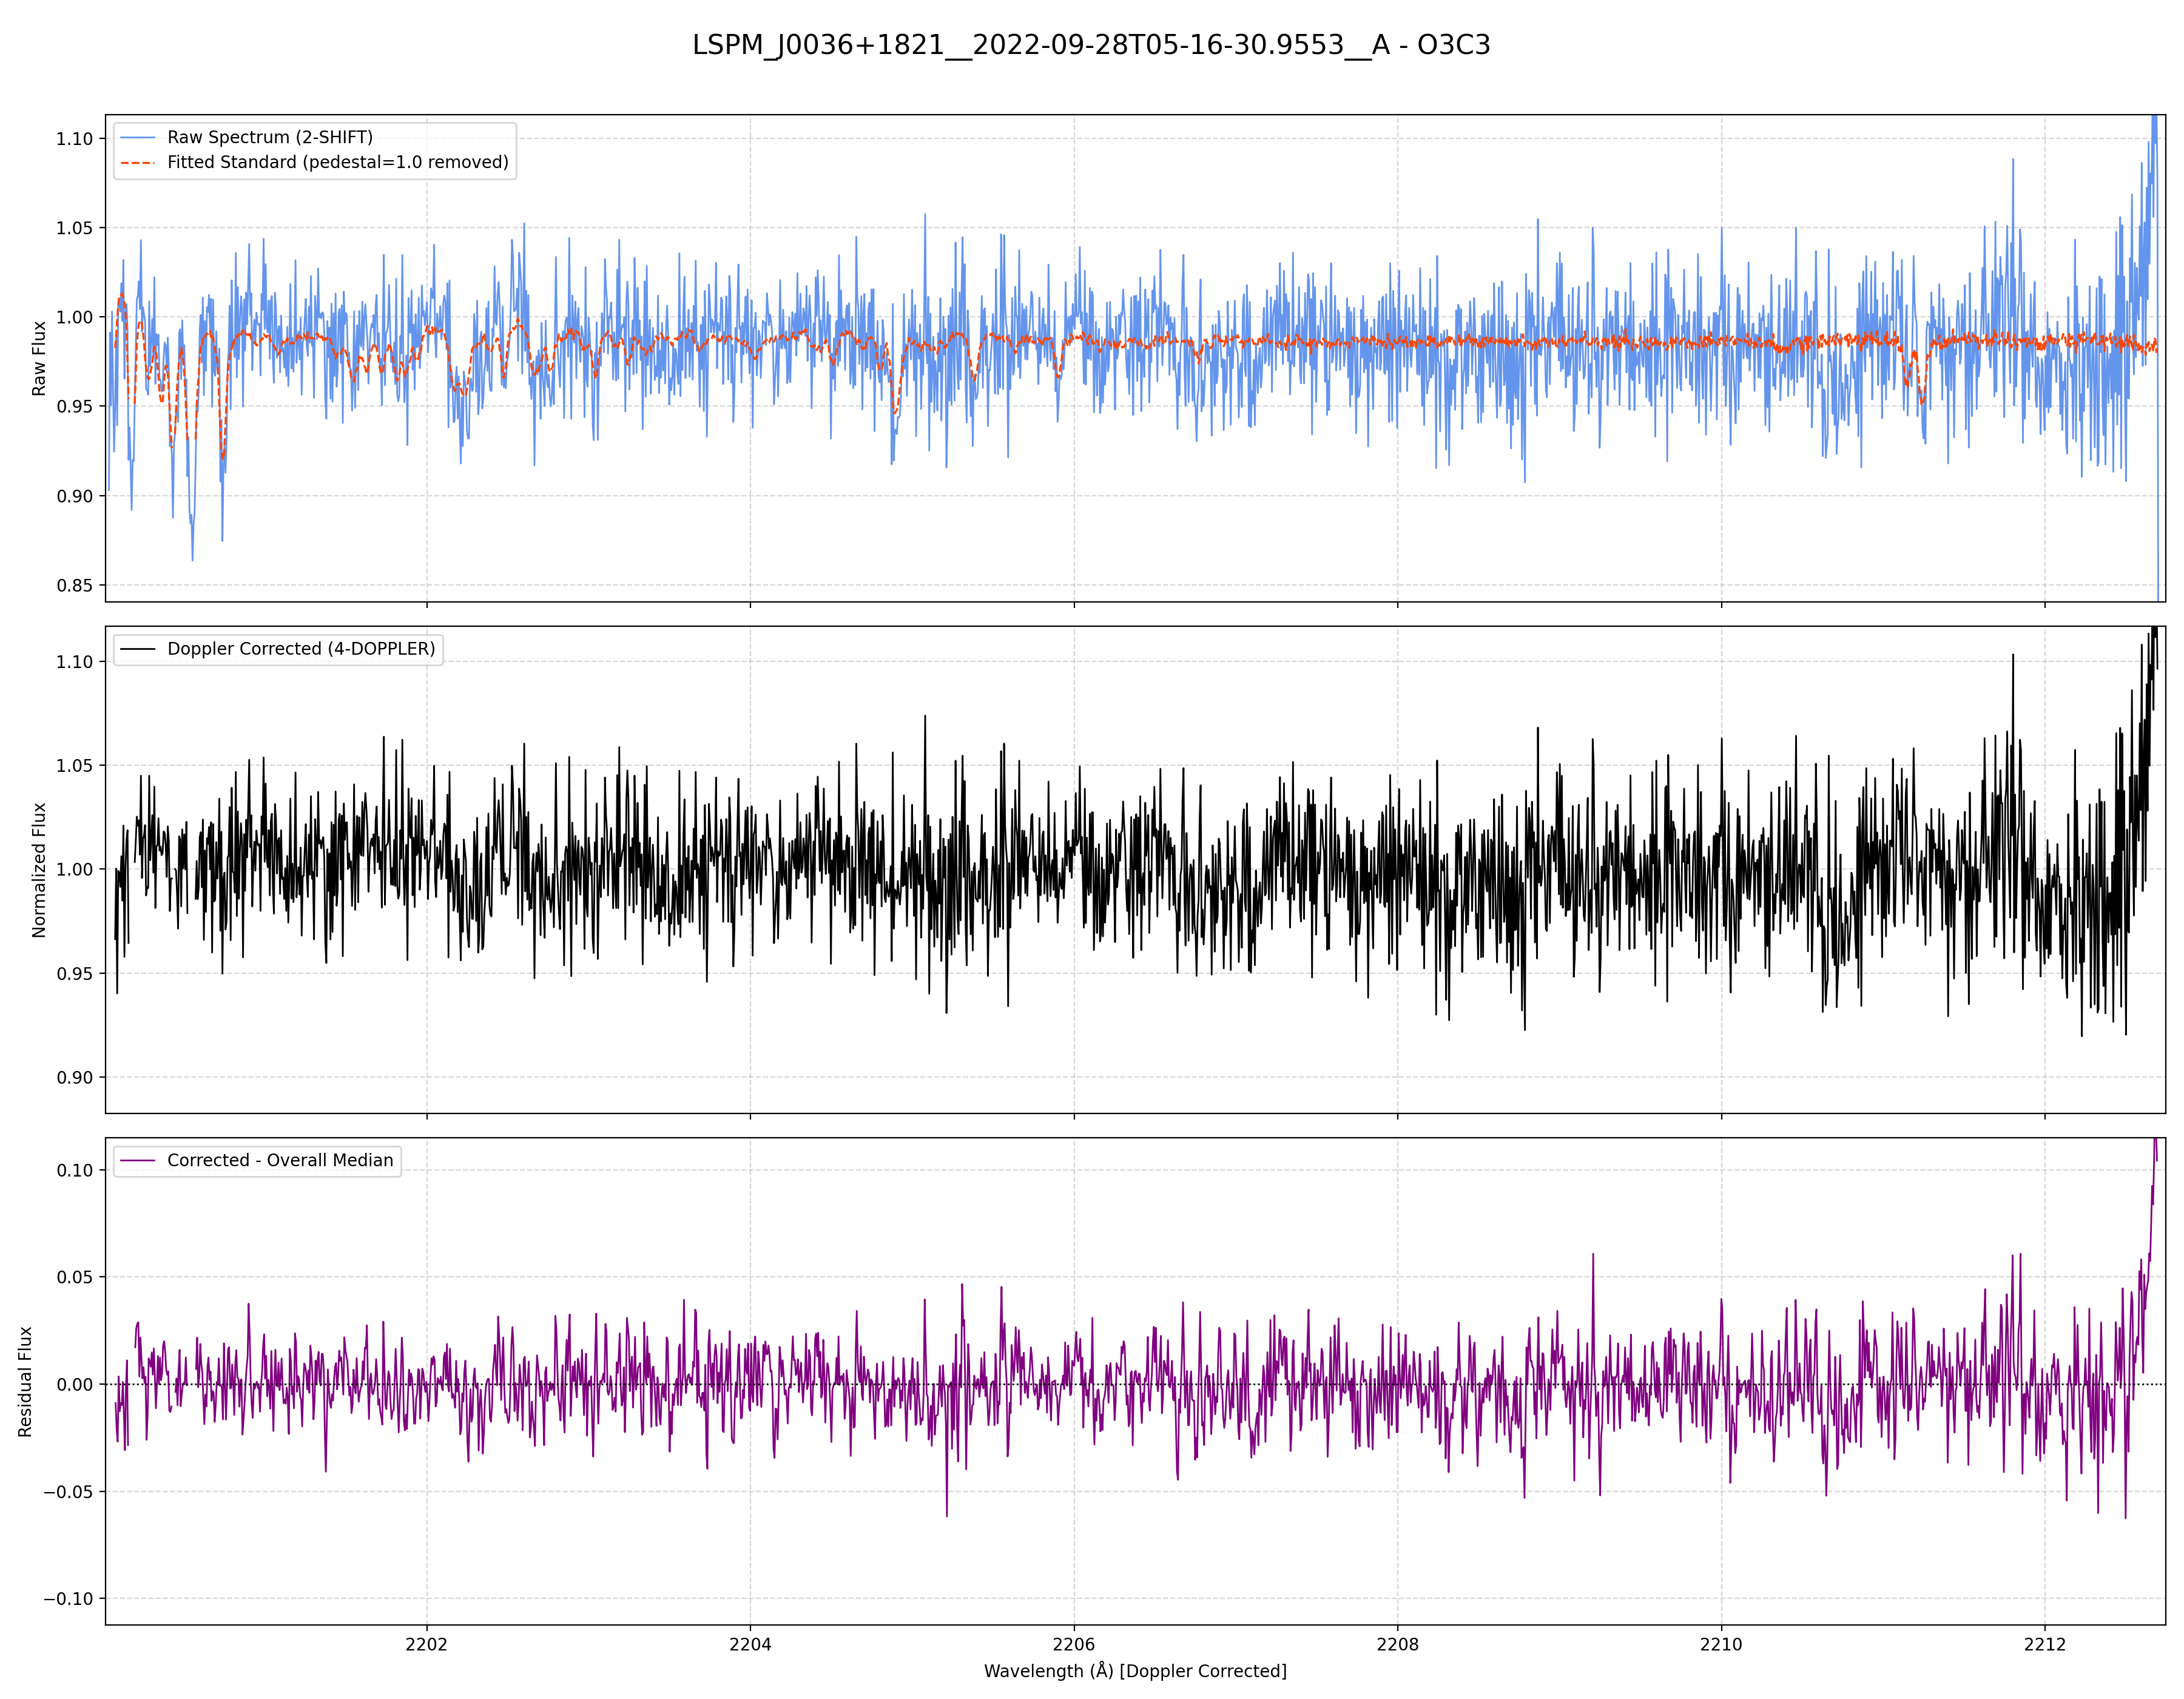 LSPM_J0036+1821__2022-09-28T05-16-30.9553__A - O3C3
Raw Spectrum (2-SHIFT)
Fitted Standard (pedestal=1.0 removed)
1.10
1.05
1.00
0.95
0.90
0.85
Raw Flux
Doppler Corrected (4-DOPPLER)
1.10
1.05
1.00
0.95
0.90
Normalized Flux
Corrected - Overall Median
0.10
0.05
0.00
−0.05
−0.10
Residual Flux
2202
2204
2206
2208
2210
2212
Wavelength (Å) [Doppler Corrected]